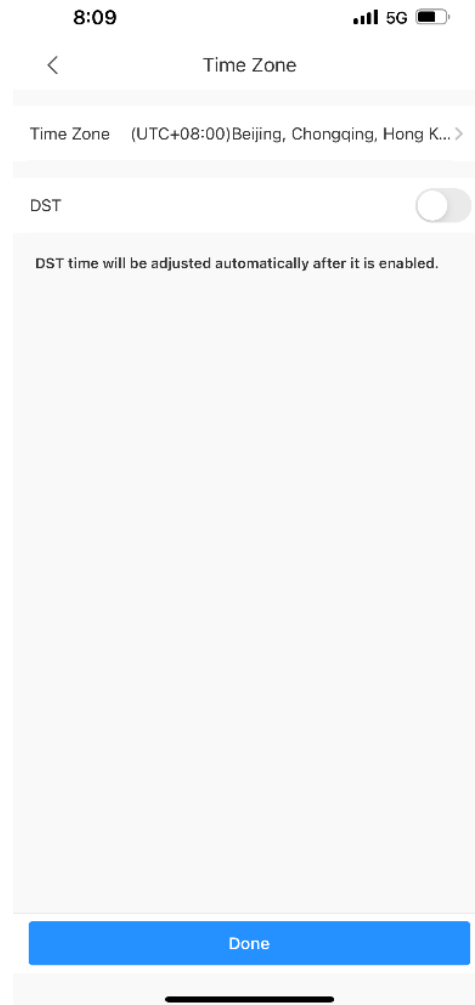 8:09 5G
Time Zone
Time Zone (UTC+08:00)Beijing, Chongqing, Hong K...
DST
DST time will be adjusted automatically after it is enabled.
Done